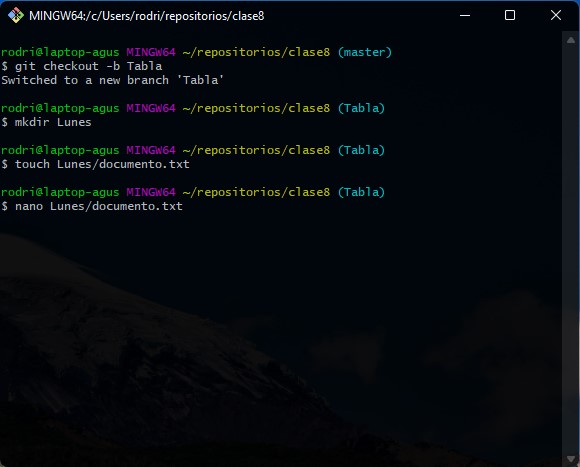 MINGW64:/c/Users/rodri/repositorios/clase8
rodri@laptop-agus MINGW64 ~/repositorios/clase8 (master)
$ git checkout -b Tabla
Switched to a new branch 'Tabla'
rodri@laptop-agus MINGW64 ~/repositorios/clase8 (Tabla)
$ mkdir Lunes
rodri@laptop-agus MINGW64 ~/repositorios/clase8 (Tabla)
$ touch Lunes/documento.txt
rodri@laptop-agus MINGW64 ~/repositorios/clase8 (Tabla)
$ nano Lunes/documento.txt